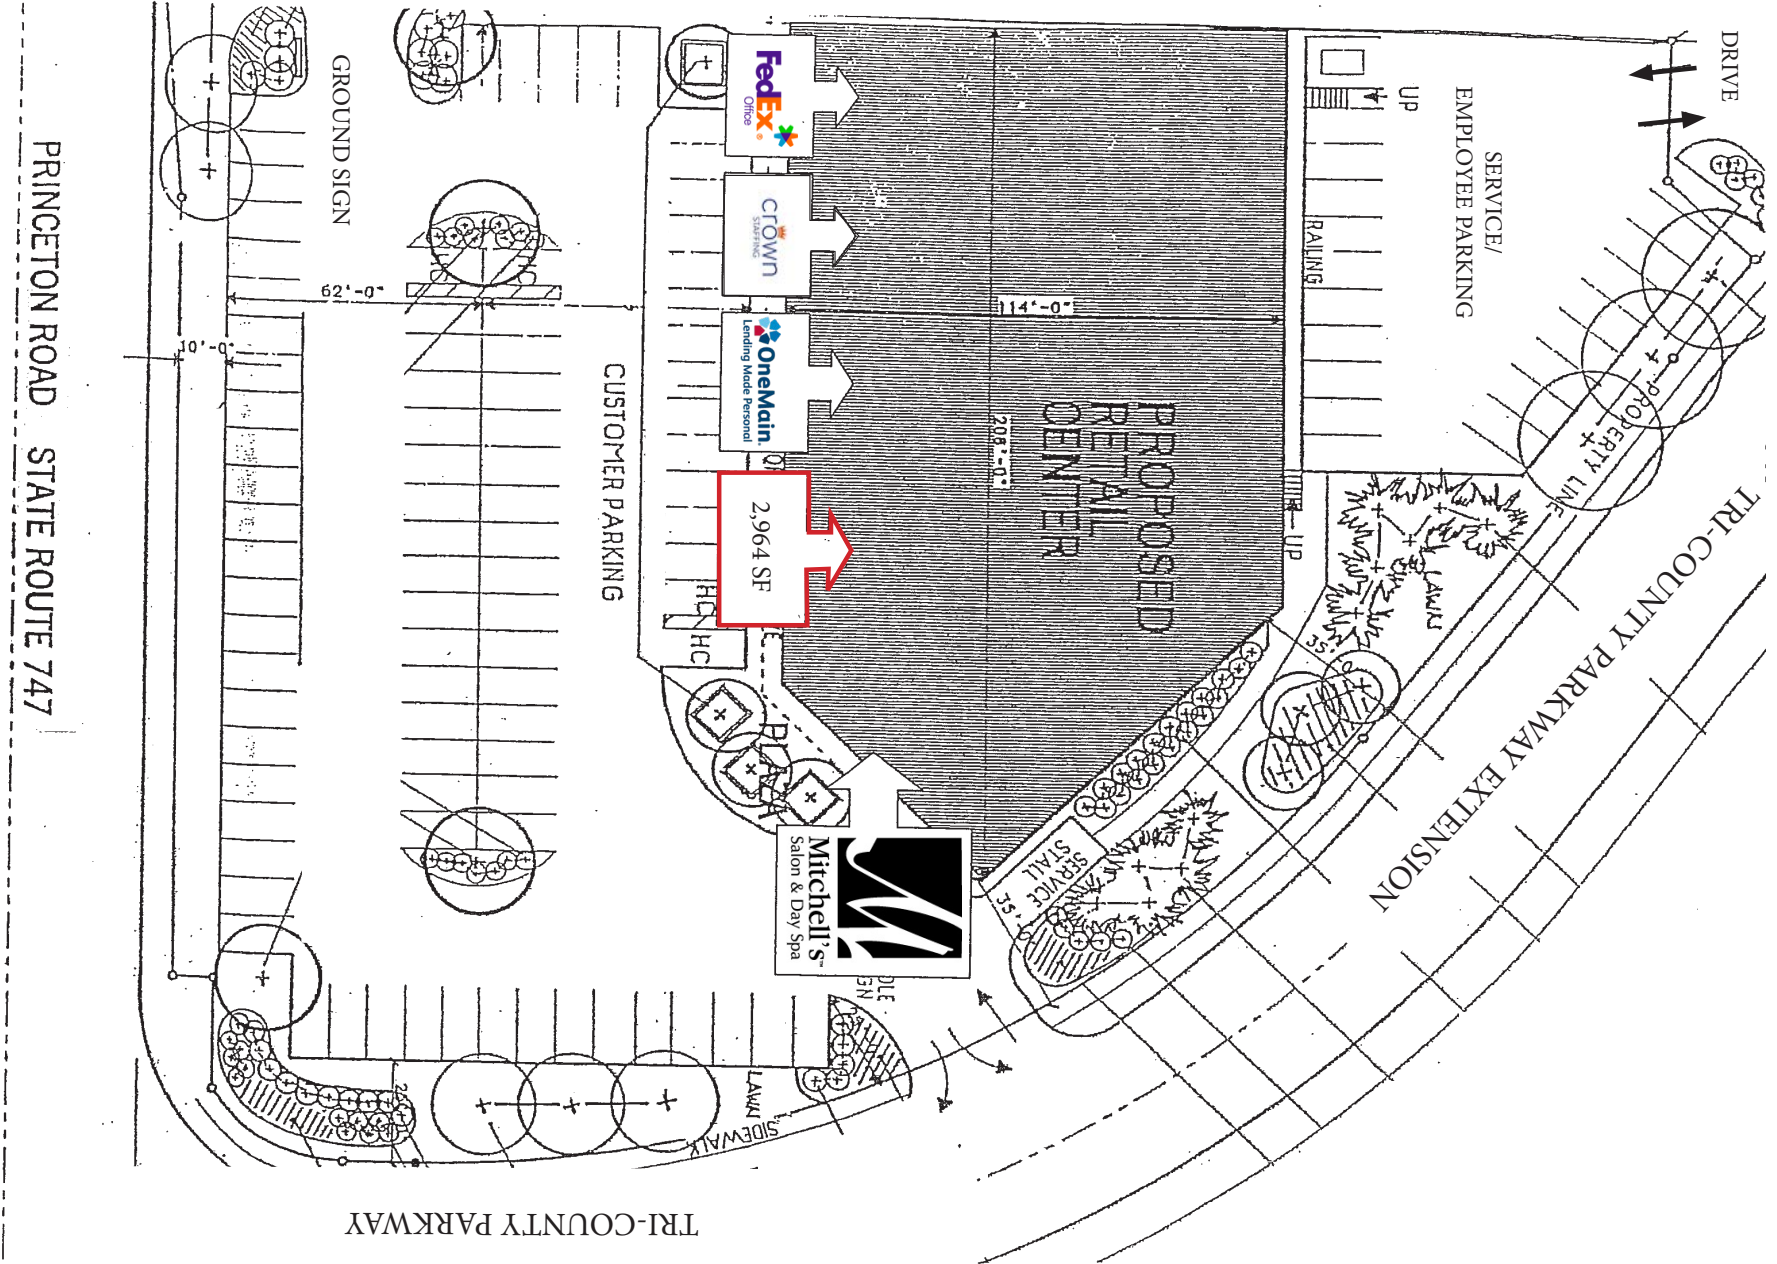 DRIVE
UP
SERVICE/
EMPLOYEE PARKING
RAILING
GROUND SIGN
PRINCETON ROAD STATE ROUTE 747
FedEx®
Office
crown
STAFFING
OneMain
Lending Made Personal
2,964 SF
62'-0"
10'-0"
114'-0"
208'-0"
CUSTOMER PARKING
PROPOSED
RETAIL
CENTER
UP
PROPERTY LINE
TRI-COUNTY PARKWAY EXTENSION
LAWN
HC
HC
Mitchell's™
Salon & Day Spa
SERVICE
STALL
LAWN
SIDEWALK
TRI-COUNTY PARKWAY